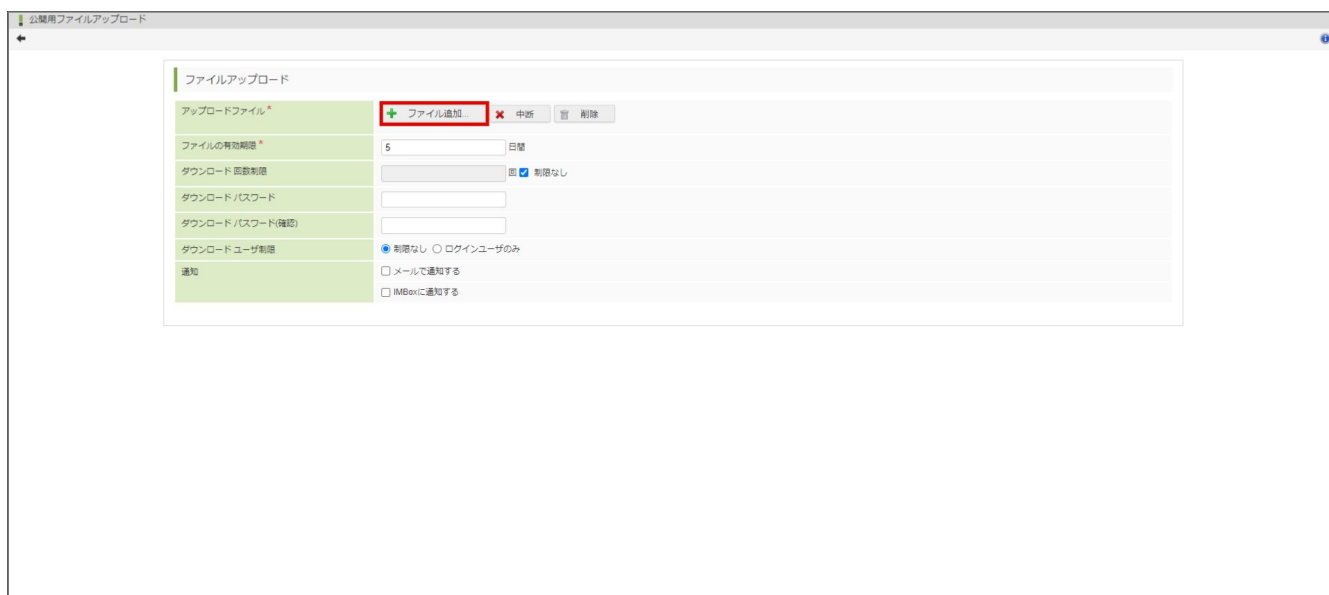 公開用ファイルアップロード
ファイルアップロード
アップロードファイル* ファイル追加... 中断 削除
ファイルの有効期限* 5 日間
ダウンロード 回数制限 回 制限なし
ダウンロード パスワード
ダウンロード パスワード(確認)
ダウンロード ユーザ制限 制限なし ログインユーザのみ
通知 メールで通知する
IMBoxに通知する